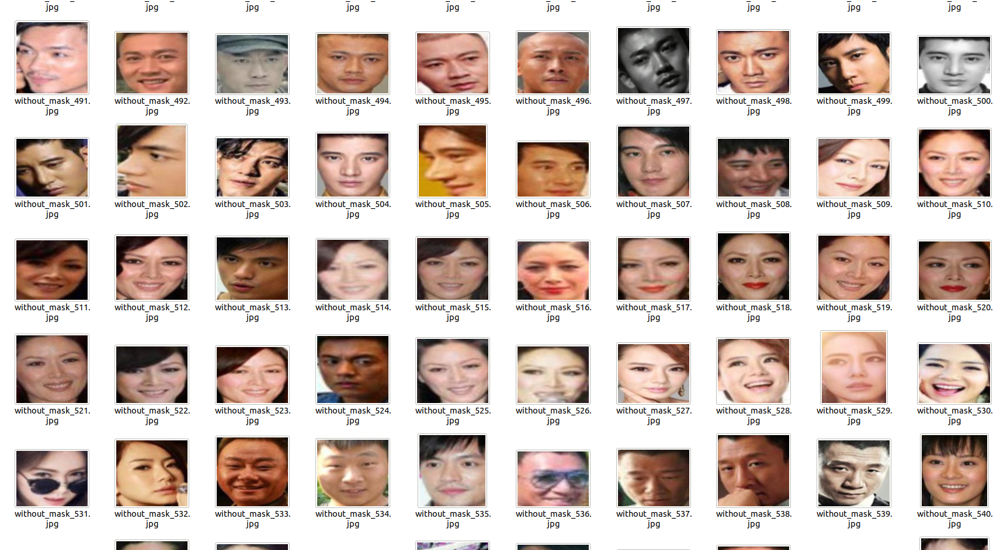 jpg jpg jpg jpg jpg jpg jpg jpg jpg jpg
without_mask_491. without_mask_492. without_mask_493. without_mask_494. without_mask_495. without_mask_496. without_mask_497. without_mask_498. without_mask_499. without_mask_500.
jpg jpg jpg jpg jpg jpg jpg jpg jpg jpg
without_mask_501. without_mask_502. without_mask_503. without_mask_504. without_mask_505. without_mask_506. without_mask_507. without_mask_508. without_mask_509. without_mask_510.
jpg jpg jpg jpg jpg jpg jpg jpg jpg jpg
without_mask_511. without_mask_512. without_mask_513. without_mask_514. without_mask_515. without_mask_516. without_mask_517. without_mask_518. without_mask_519. without_mask_520.
jpg jpg jpg jpg jpg jpg jpg jpg jpg jpg
without_mask_521. without_mask_522. without_mask_523. without_mask_524. without_mask_525. without_mask_526. without_mask_527. without_mask_528. without_mask_529. without_mask_530.
jpg jpg jpg jpg jpg jpg jpg jpg jpg jpg
without_mask_531. without_mask_532. without_mask_533. without_mask_534. without_mask_535. without_mask_536. without_mask_537. without_mask_538. without_mask_539. without_mask_540.
jpg jpg jpg jpg jpg jpg jpg jpg jpg jpg